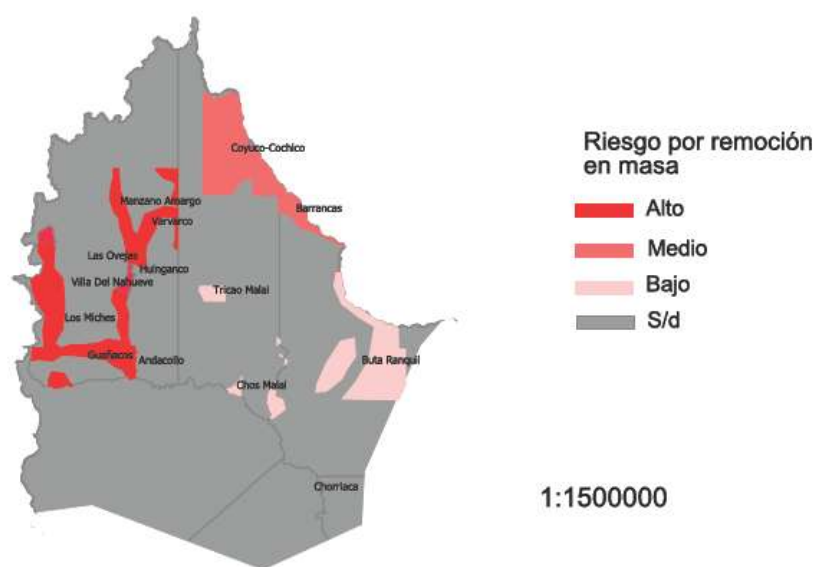 Coyuco-Cochico
Manzano Amargo
Barrancas
Varvarco
Las Ovejas
Huinganco
Villa Del Nahueve
Tricao Malal
Los Miches
Guañacos
Andacollo
Buta Ranquil
Chos Malal
Chorriaca
Riesgo por remoción
en masa
Alto
Medio
Bajo
S/d
1:1500000